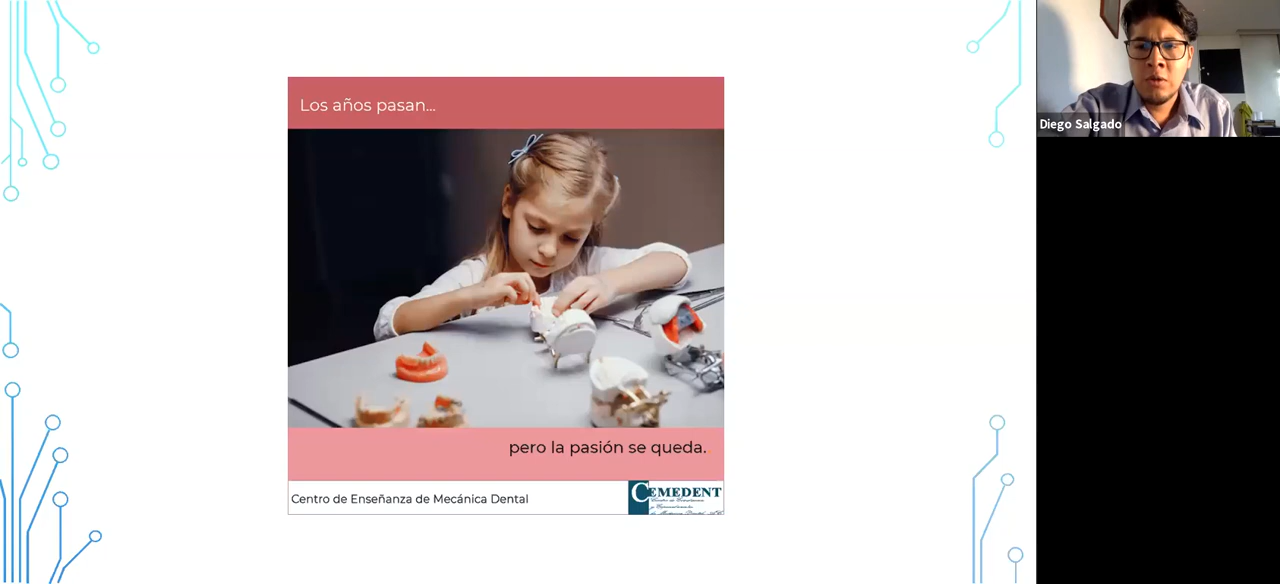 Los años pasan...
Diego Salgado
pero la pasión se queda.
Centro de Enseñanza de Mecánica Dental
CEMEDENT